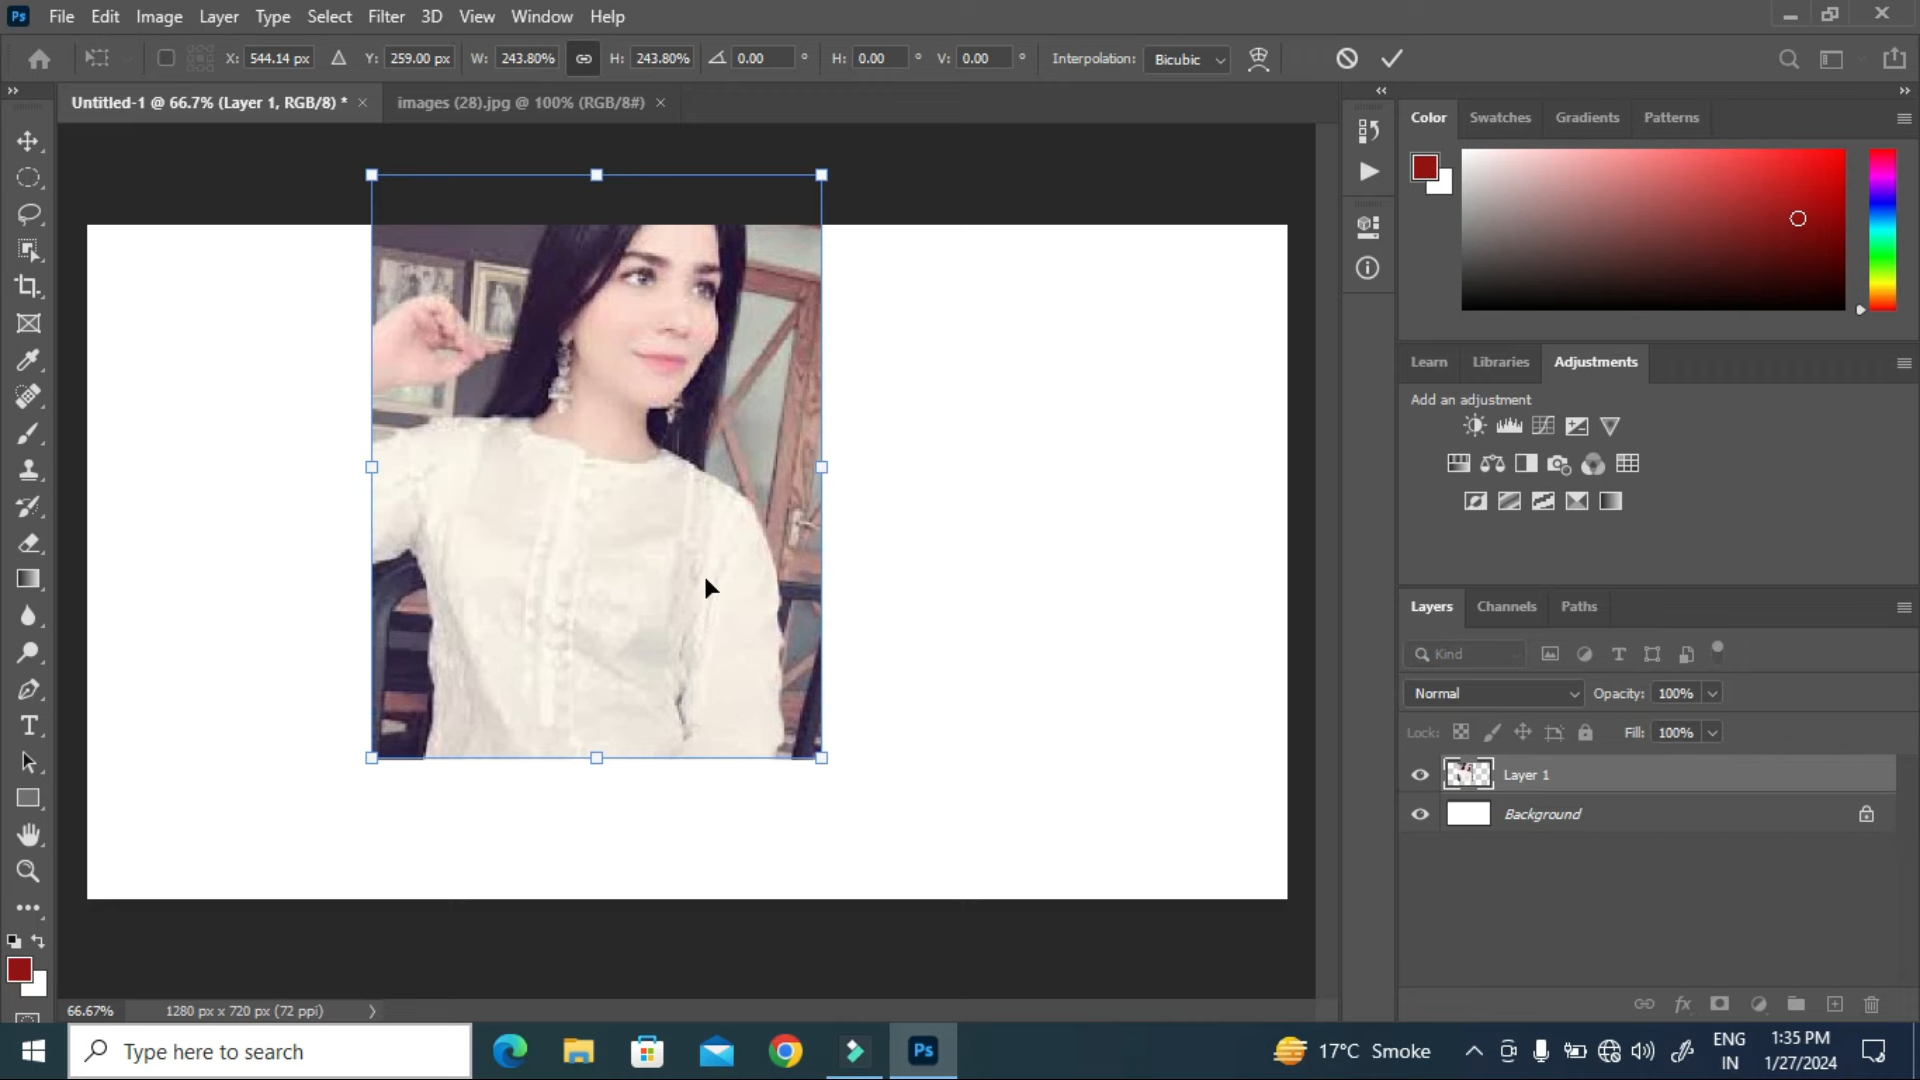 Ps File Edit Image Layer Type Select Filter 3D View Window Help
X: 544.14 px Y: 259.00 px W: 243.80% H: 243.80% 0.00 ° H: 0.00 ° V: 0.00 ° Interpolation: Bicubic
Untitled-1 @ 66.7% (Layer 1, RGB/8) * × images (28).jpg @ 100% (RGB/8#) ×
Color Swatches Gradients Patterns
Learn Libraries Adjustments
Add an adjustment
Layers Channels Paths
Kind
Normal Opacity: 100%
Lock: Fill: 100%
Layer 1
Background
66.67% 1280 px x 720 px (72 ppi)
Type here to search
Ps
17°C Smoke
ENG
IN
1:35 PM
1/27/2024